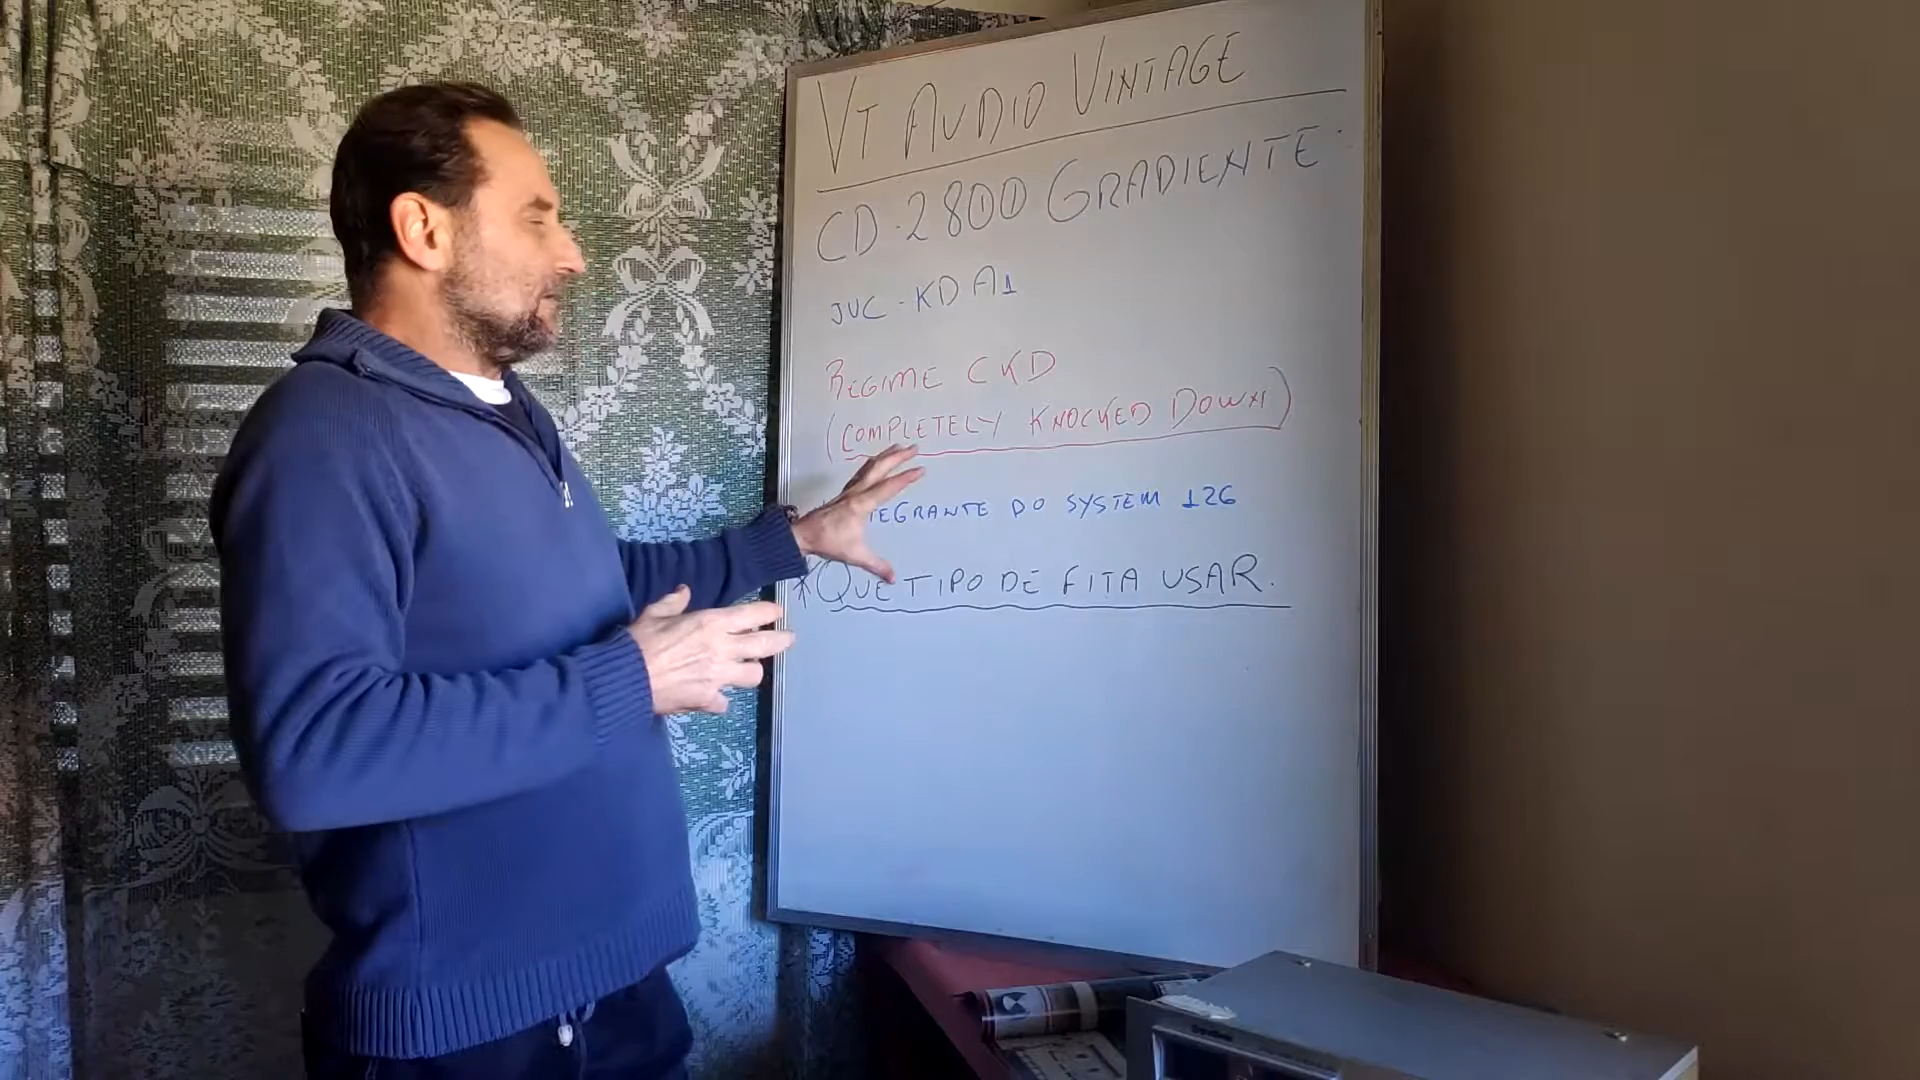 VT AUDIO VINTAGE
CD-2800 GRADIENTE.
JVC - KD A1
REGIME CKD
(COMPLETELY KNOCKED DOWN)
TEGRANTE DO SYSTEM 126
*QUE TIPO DE FITA USAR.